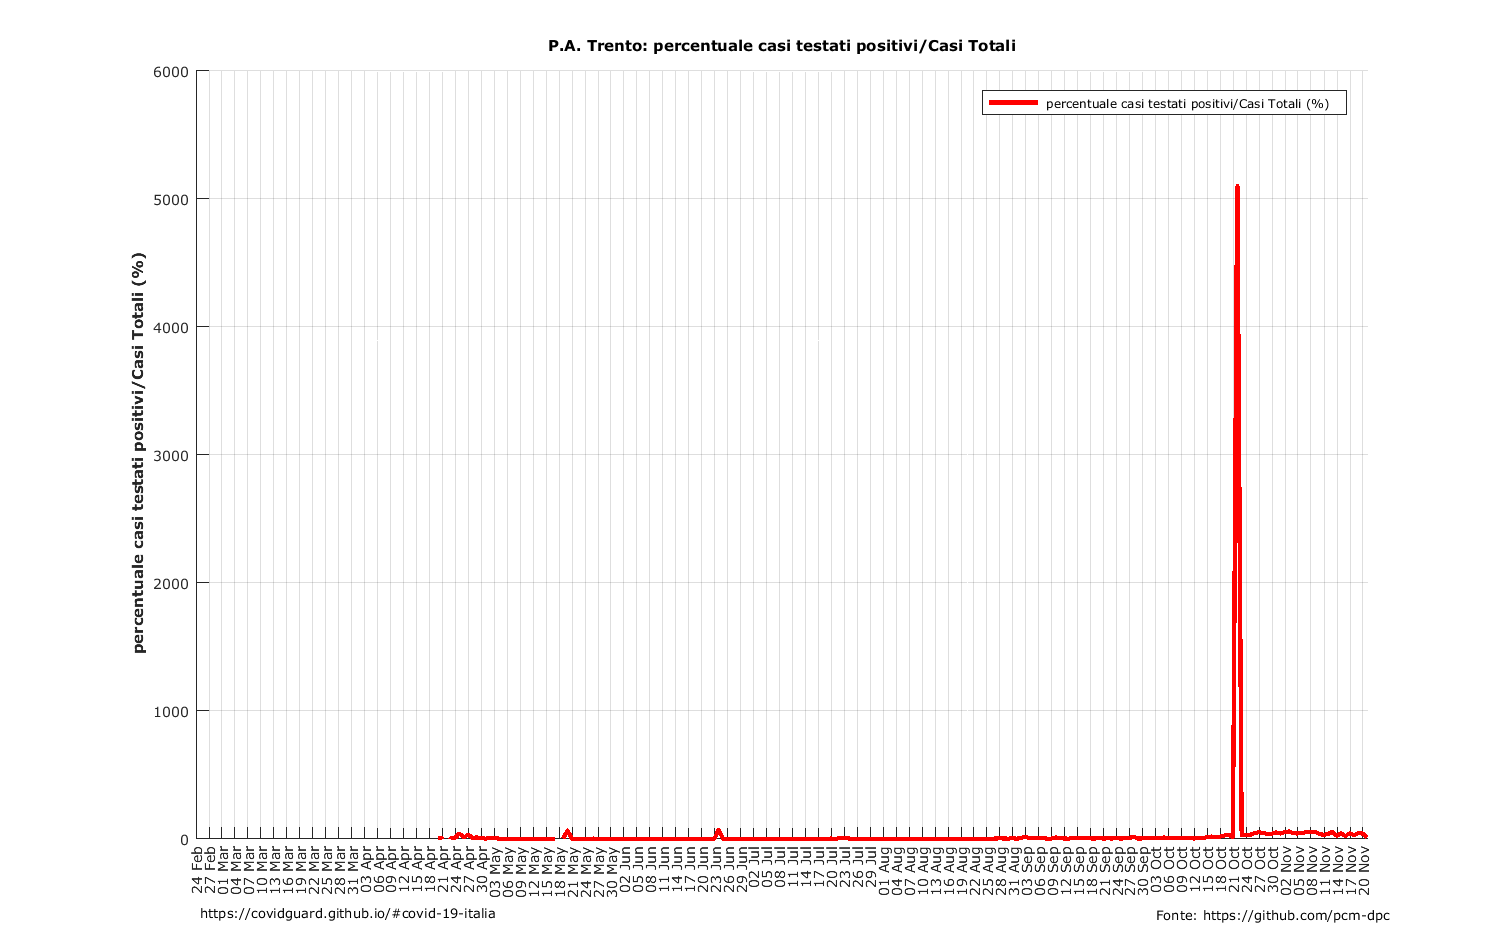 P.A. Trento: percentuale casi testati positivi/Casi Totali
percentuale casi testati positivi/Casi Totali (%)
percentuale casi testati positivi/Casi Totali (%)
6000
5000
4000
3000
2000
1000
0
24 Feb
27 Feb
01 Mar
04 Mar
07 Mar
10 Mar
13 Mar
16 Mar
19 Mar
22 Mar
25 Mar
28 Mar
31 Mar
03 Apr
06 Apr
09 Apr
12 Apr
15 Apr
18 Apr
21 Apr
24 Apr
27 Apr
30 Apr
03 May
06 May
09 May
12 May
15 May
18 May
21 May
24 May
27 May
30 May
02 Jun
05 Jun
08 Jun
11 Jun
14 Jun
17 Jun
20 Jun
23 Jun
26 Jun
29 Jun
02 Jul
05 Jul
08 Jul
11 Jul
14 Jul
17 Jul
20 Jul
23 Jul
26 Jul
29 Jul
01 Aug
04 Aug
07 Aug
10 Aug
13 Aug
16 Aug
19 Aug
22 Aug
25 Aug
28 Aug
31 Aug
03 Sep
06 Sep
09 Sep
12 Sep
15 Sep
18 Sep
21 Sep
24 Sep
27 Sep
30 Sep
03 Oct
06 Oct
09 Oct
12 Oct
15 Oct
18 Oct
21 Oct
24 Oct
27 Oct
30 Oct
02 Nov
05 Nov
08 Nov
11 Nov
14 Nov
17 Nov
20 Nov
https://covidguard.github.io/#covid-19-italia
Fonte: https://github.com/pcm-dpc